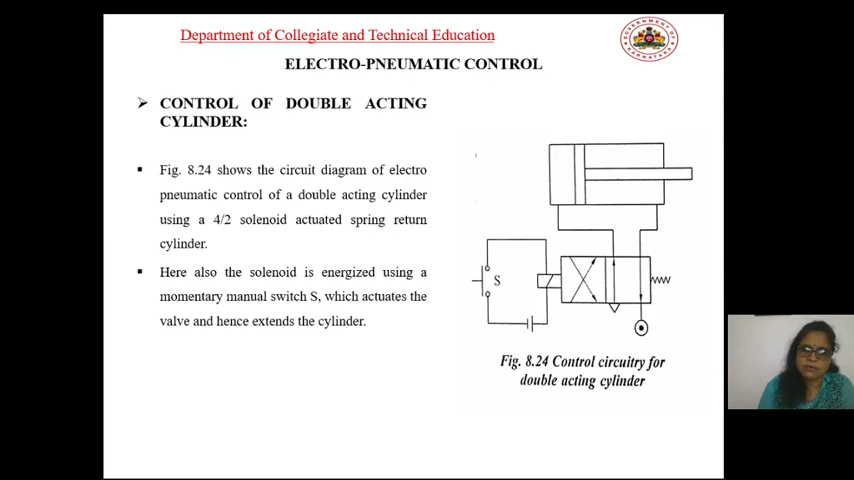 Department of Collegiate and Technical Education
ELECTRO-PNEUMATIC CONTROL
➢ CONTROL OF DOUBLE ACTING
CYLINDER:
▪ Fig. 8.24 shows the circuit diagram of electro
pneumatic control of a double acting cylinder
using a 4/2 solenoid actuated spring return
cylinder.
▪ Here also the solenoid is energized using a
momentary manual switch S, which actuates the
valve and hence extends the cylinder.
S
Fig. 8.24 Control circuitry for
double acting cylinder